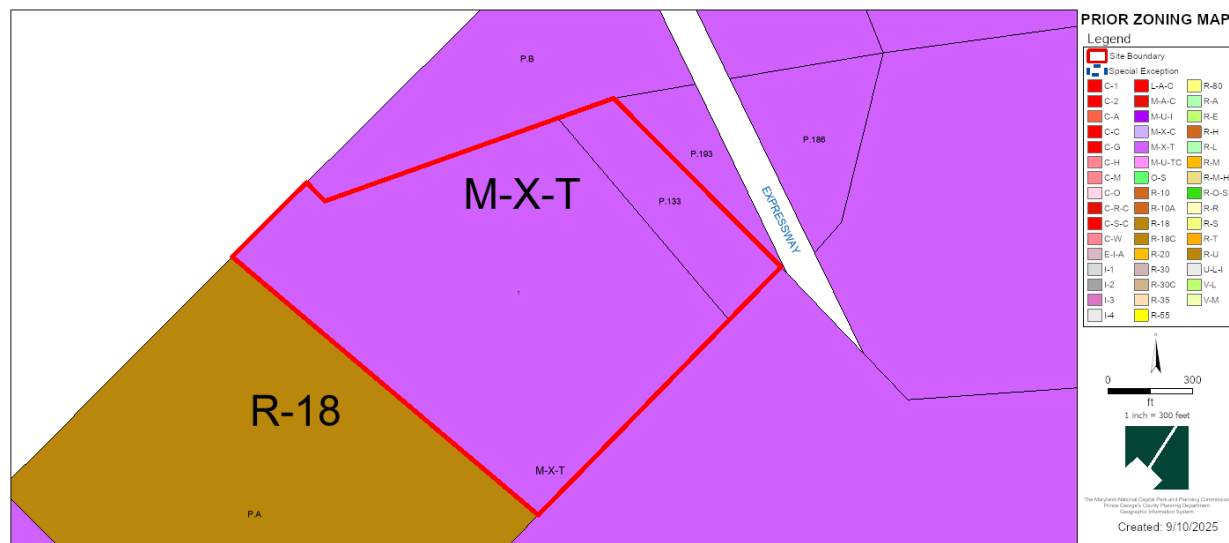 PRIOR ZONING MAP
Legend
Site Boundary
Special Exception
C-1
C-2
C-A
C-C
C-G
C-H
C-M
C-O
C-R-C
C-S-C
C-W
E-I-A
I-1
I-2
I-3
I-4
L-A-C
M-A-C
M-U-I
M-X-C
M-X-T
M-U-TC
O-S
R-10
R-10A
R-18
R-18C
R-20
R-30
R-30C
R-35
R-55
R-80
R-A
R-E
R-H
R-L
R-M
R-M-H
R-O-S
R-R
R-S
R-T
R-U
U-L-I
V-L
V-M
P.B
M-X-T
P.193
P.186
P.133
EXPRESSWAY
1
R-18
M-X-T
P.A
0 300
ft
1 inch = 300 feet
The Maryland-National Capital Park and Planning Commission
Prince George's County Planning Department
Geographic Information System
Created: 9/10/2025